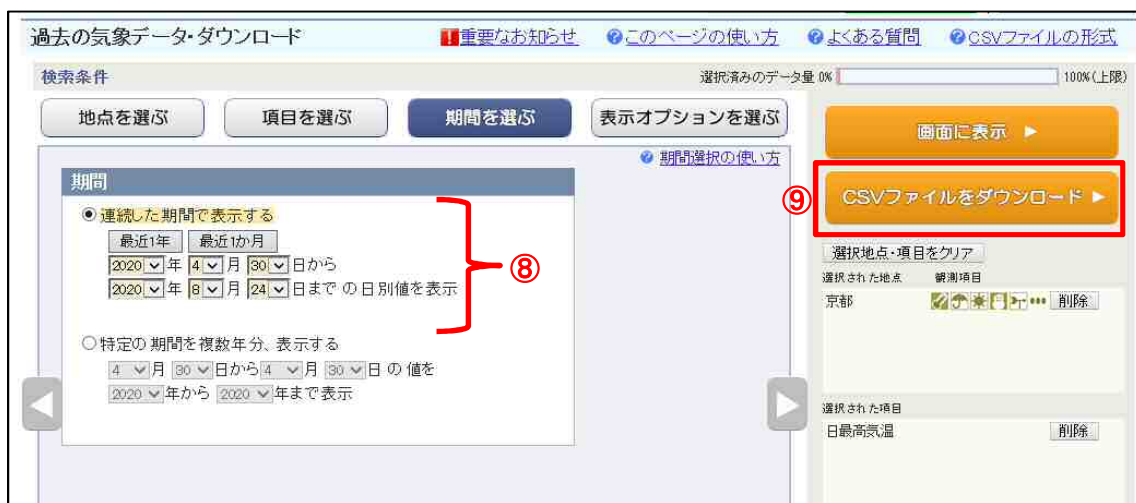 過去の気象データ・ダウンロード
重要なお知らせ このページの使い方 よくある質問 CSVファイルの形式
検索条件
選択済みのデータ量 0% 100%(上限)
地点を選ぶ 項目を選ぶ 期間を選ぶ 表示オプションを選ぶ
画面に表示
期間選択の使い方
期間
⑨ CSVファイルをダウンロード
連続した期間で表示する
最近1年 最近1か月
2020 年 4 月 30 日から
2020 年 8 月 24 日まで の日別値を表示
⑧
特定の期間を複数年分、表示する
4 月 30 日から 4 月 30 日 の 値を
2020 年から 2020 年まで表示
選択地点・項目をクリア
選択された地点 観測項目
京都 削除
選択された項目
日最高気温 削除